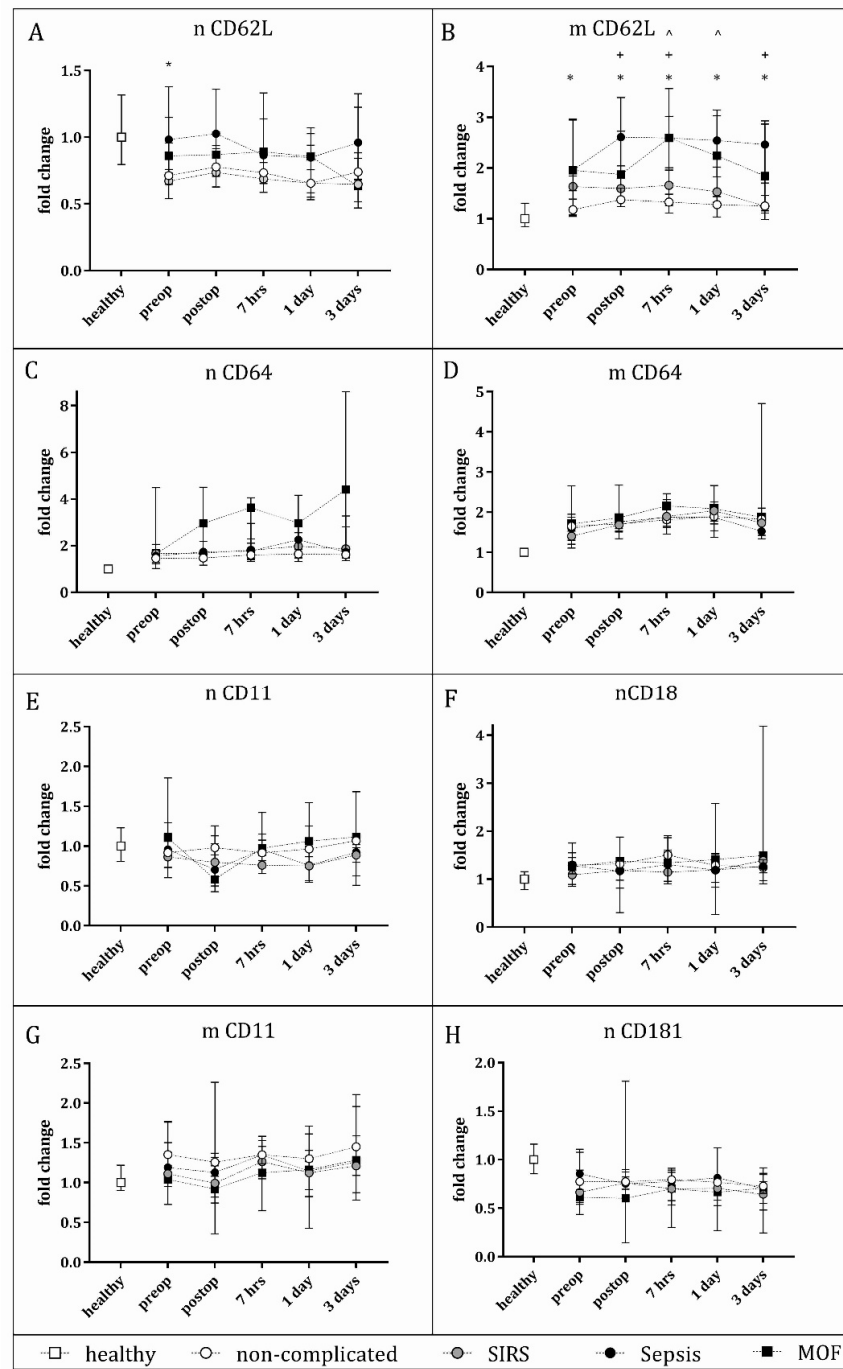 A
n CD62L
*
1.5
1.0
0.5
0.0
fold change
healthy
preop
postop
7 hrs
1 day
3 days
B
m CD62L
^ ^
+ + +
* * * * *
4
3
2
1
0
fold change
healthy
preop
postop
7 hrs
1 day
3 days
C
n CD64
8
6
4
2
0
fold change
healthy
preop
postop
7 hrs
1 day
3 days
D
m CD64
5
4
3
2
1
0
fold change
healthy
preop
postop
7 hrs
1 day
3 days
E
n CD11
2.5
2.0
1.5
1.0
0.5
0.0
fold change
healthy
preop
postop
7 hrs
1 day
3 days
F
nCD18
4
3
2
1
0
fold change
healthy
preop
postop
7 hrs
1 day
3 days
G
m CD11
2.5
2.0
1.5
1.0
0.5
0.0
fold change
healthy
preop
postop
7 hrs
1 day
3 days
H
n CD181
2.0
1.5
1.0
0.5
0.0
fold change
healthy
preop
postop
7 hrs
1 day
3 days
healthy non-complicated SIRS Sepsis MOF